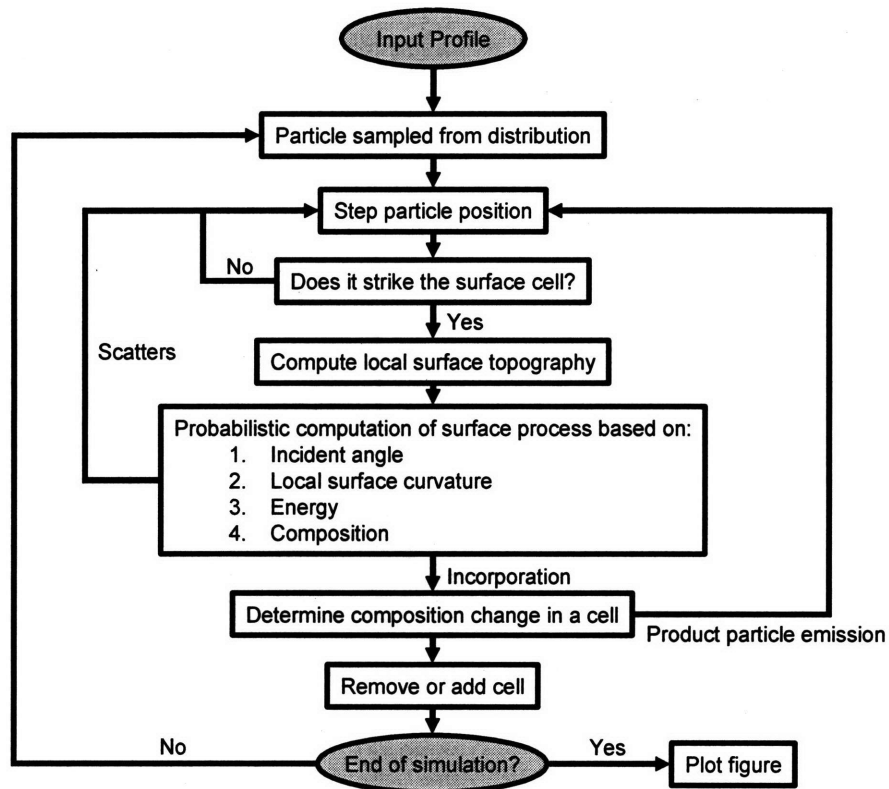 Input Profile
Particle sampled from distribution
Step particle position
No
Does it strike the surface cell?
Yes
Scatters
Compute local surface topography
Probabilistic computation of surface process based on:
1. Incident angle
2. Local surface curvature
3. Energy
4. Composition
Incorporation
Determine composition change in a cell
Product particle emission
Remove or add cell
No
End of simulation?
Yes
Plot figure